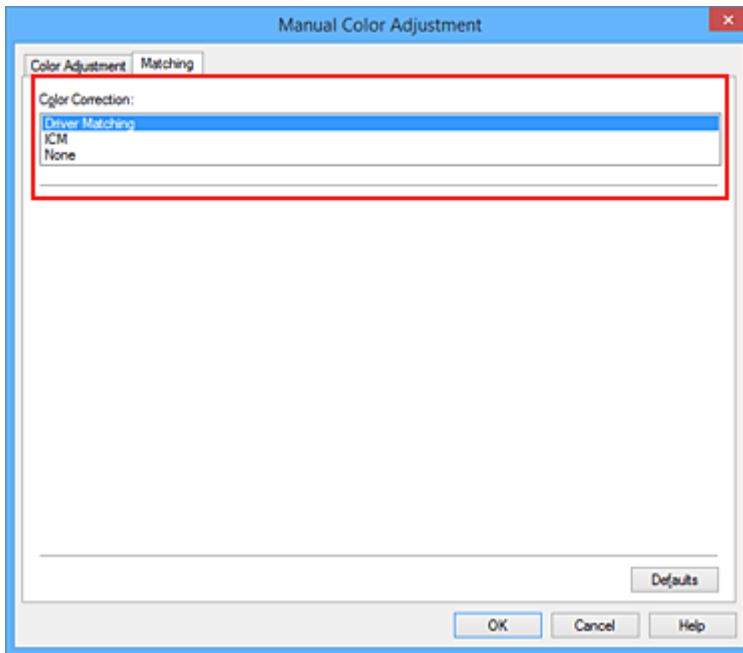 Manual Color Adjustment
Color Adjustment Matching
Color Correction:
Driver Matching
ICM
None
Defaults
OK Cancel Help